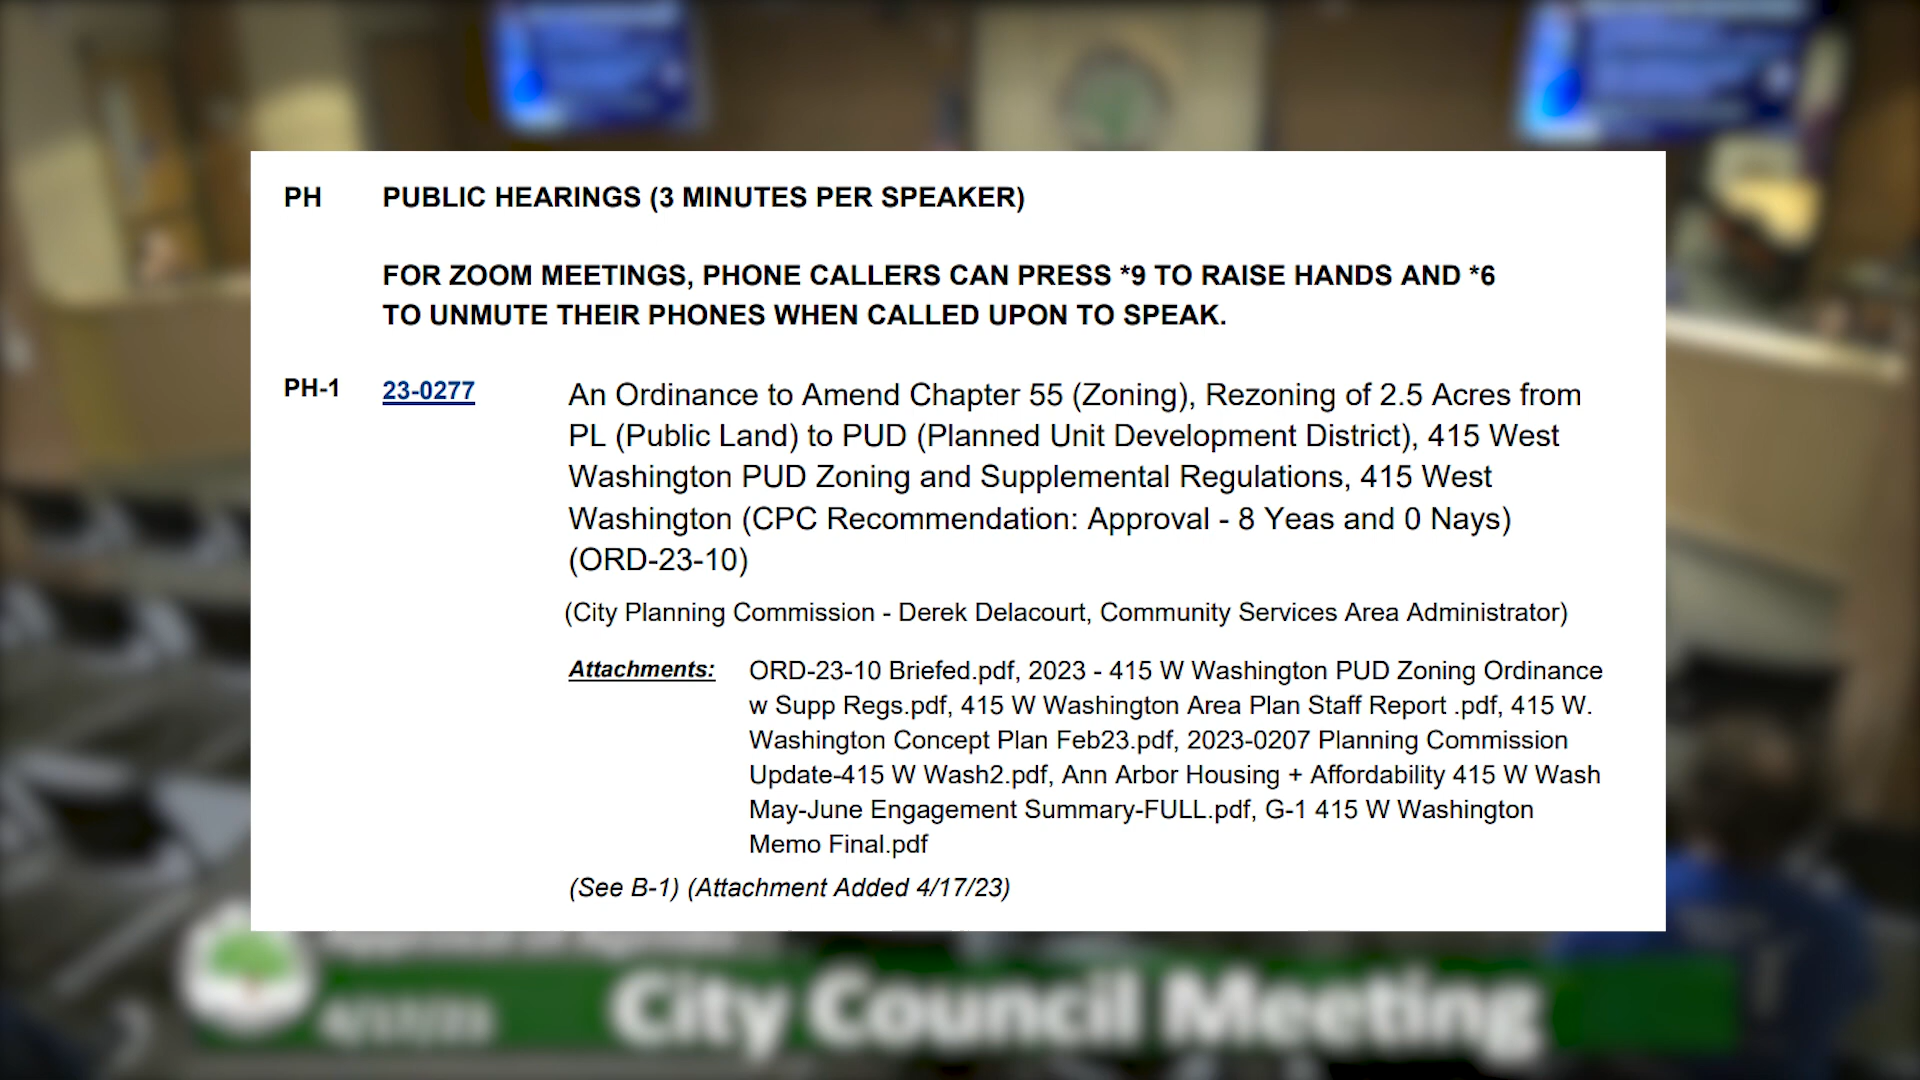 PH PUBLIC HEARINGS (3 MINUTES PER SPEAKER)
FOR ZOOM MEETINGS, PHONE CALLERS CAN PRESS *9 TO RAISE HANDS AND *6
TO UNMUTE THEIR PHONES WHEN CALLED UPON TO SPEAK.
PH-1 23-0277 An Ordinance to Amend Chapter 55 (Zoning), Rezoning of 2.5 Acres from
PL (Public Land) to PUD (Planned Unit Development District), 415 West
Washington PUD Zoning and Supplemental Regulations, 415 West
Washington (CPC Recommendation: Approval - 8 Yeas and 0 Nays)
(ORD-23-10)
(City Planning Commission - Derek Delacourt, Community Services Area Administrator)
Attachments: ORD-23-10 Briefed.pdf, 2023 - 415 W Washington PUD Zoning Ordinance
w Supp Regs.pdf, 415 W Washington Area Plan Staff Report .pdf, 415 W.
Washington Concept Plan Feb23.pdf, 2023-0207 Planning Commission
Update-415 W Wash2.pdf, Ann Arbor Housing + Affordability 415 W Wash
May-June Engagement Summary-FULL.pdf, G-1 415 W Washington
Memo Final.pdf
(See B-1) (Attachment Added 4/17/23)
4/17/23 City Council Meeting